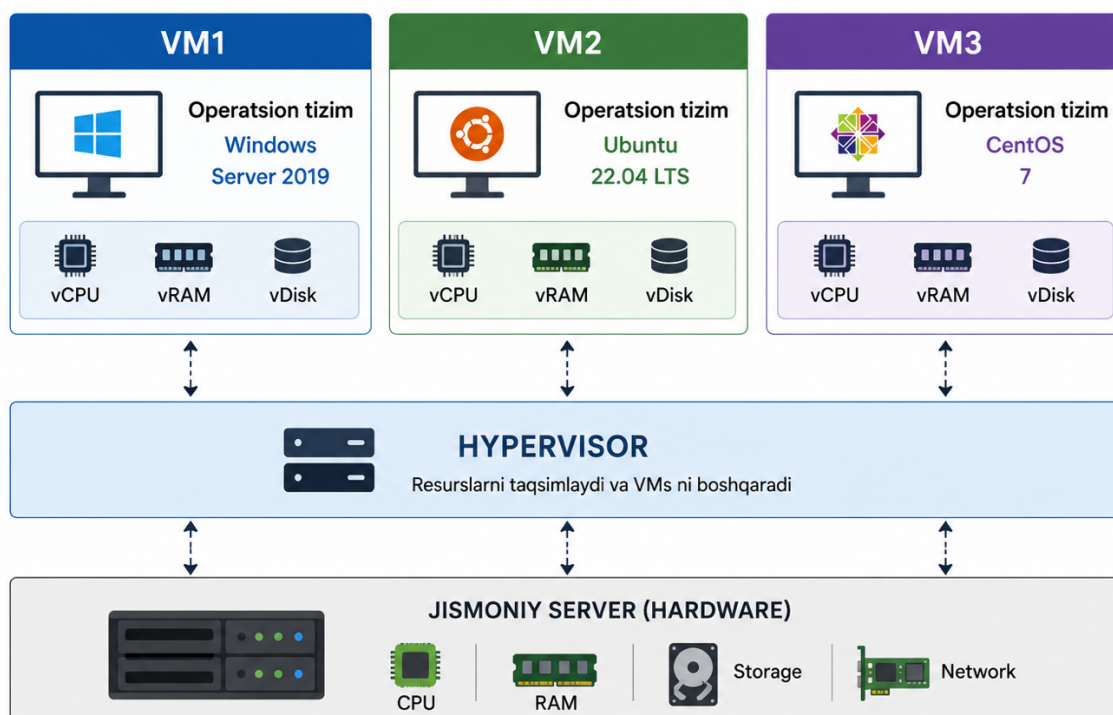 VM1
Operatsion tizim
Windows
Server 2019
vCPU
vRAM
vDisk
VM2
Operatsion tizim
Ubuntu
22.04 LTS
vCPU
vRAM
vDisk
VM3
Operatsion tizim
CentOS
7
vCPU
vRAM
vDisk
HYPERVISOR
Resurslarni taqsimlaydi va VMs ni boshqaradi
JISMONIY SERVER (HARDWARE)
CPU
RAM
Storage
Network